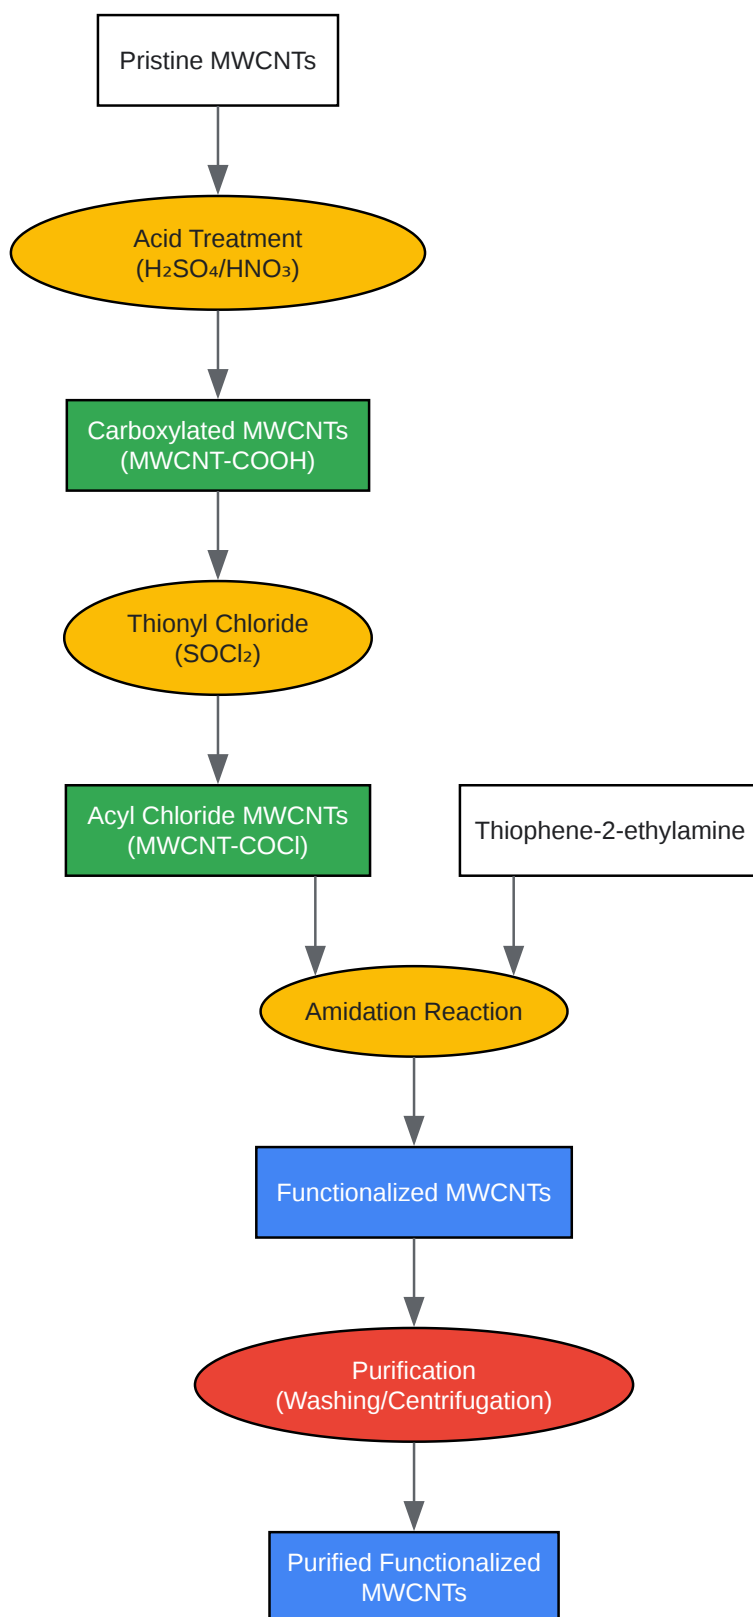 Pristine MWCNTs
Acid Treatment
(H₂SO₄/HNO₃)
Carboxylated MWCNTs
(MWCNT-COOH)
Thionyl Chloride
(SOCl₂)
Acyl Chloride MWCNTs
(MWCNT-COCl)
Thiophene-2-ethylamine
Amidation Reaction
Functionalized MWCNTs
Purification
(Washing/Centrifugation)
Purified Functionalized
MWCNTs